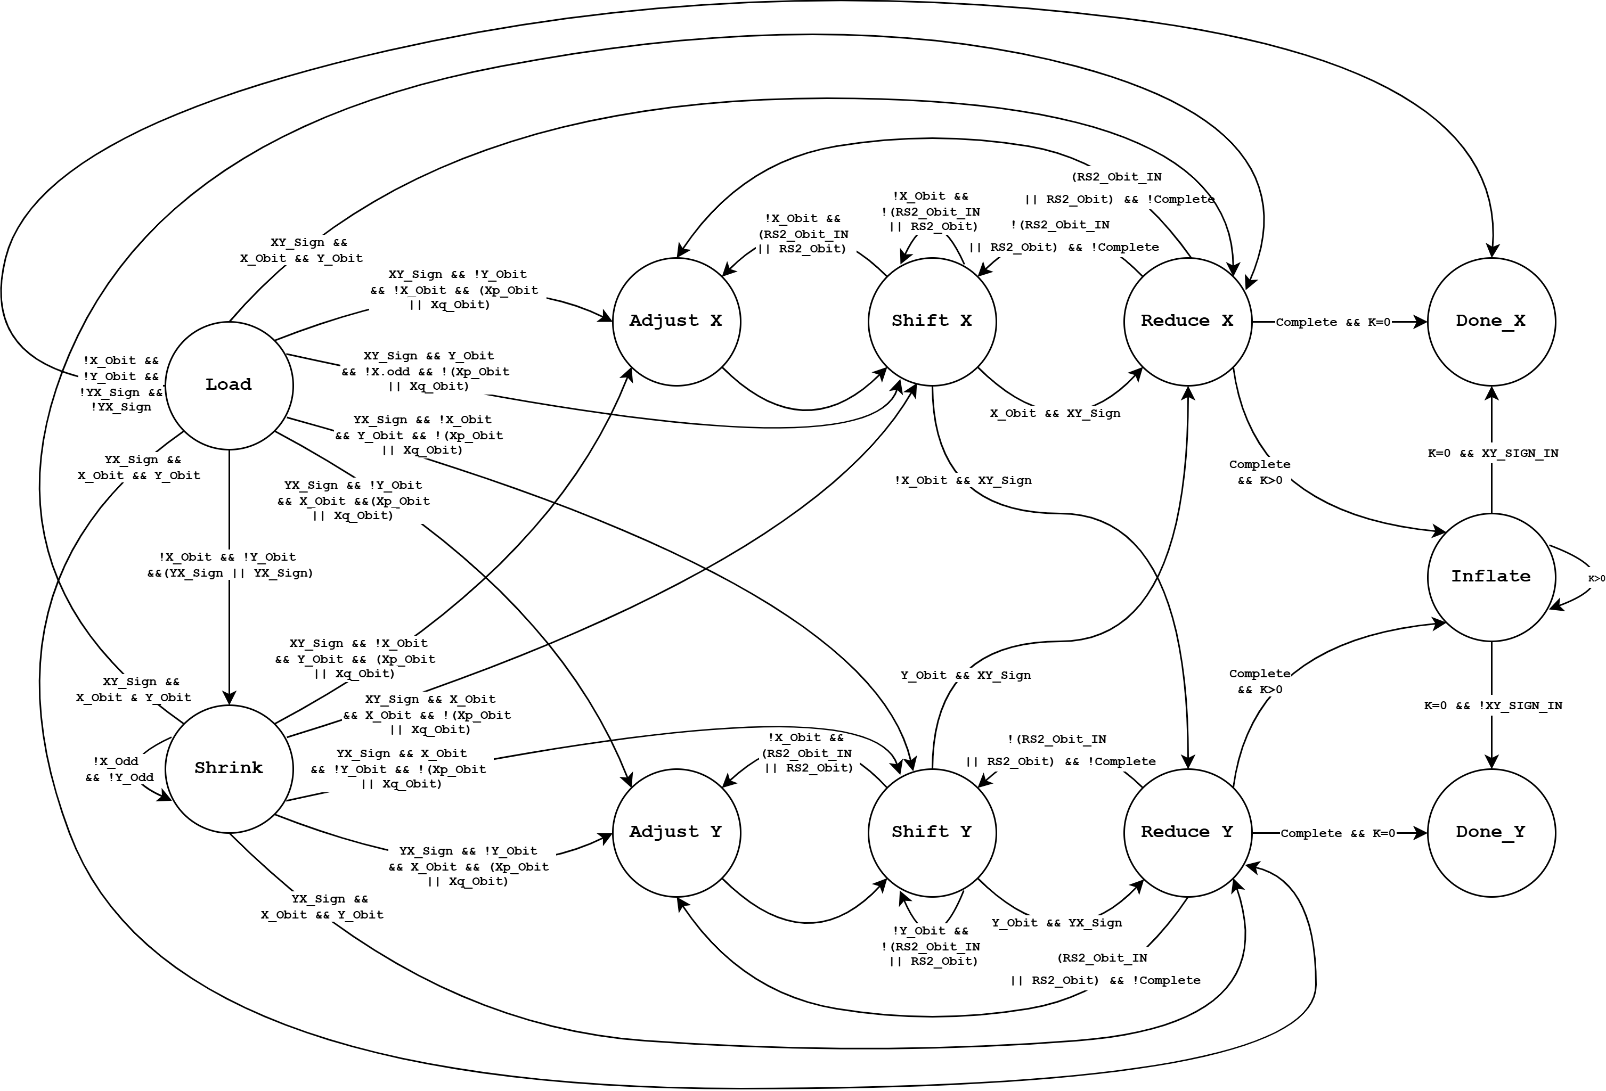 (RS2_Obit_IN
|| RS2_Obit) && !Complete
!X_Obit &&
!(RS2_Obit_IN
|| RS2_Obit)
!X_Obit &&
(RS2_Obit_IN
|| RS2_Obit)
!(RS2_Obit_IN
|| RS2_Obit) && !Complete
XY_Sign &&
X_Obit && Y_Obit
XY_Sign && !Y_Obit
&& !X_Obit && (Xp_Obit
|| Xq_Obit)
Adjust X
Shift X
Reduce X
Complete && K=0
Done_X
!X_Obit &&
!Y_Obit &&
!YX_Sign &&
!YX_Sign
Load
XY_Sign && Y_Obit
&& !X.odd && !(Xp_Obit
|| Xq_Obit)
YX_Sign && !X_Obit
&& Y_Obit && !(Xp_Obit
|| Xq_Obit)
X_Obit && XY_Sign
YX_Sign &&
X_Obit && Y_Obit
YX_Sign && !Y_Obit
&& X_Obit &&(Xp_Obit
|| Xq_Obit)
!X_Obit && XY_Sign
Complete
&& K>0
K=0 && XY_SIGN_IN
!X_Obit && !Y_Obit
&&(YX_Sign || YX_Sign)
Inflate
K>0
XY_Sign && !X_Obit
&& Y_Obit && (Xp_Obit
|| Xq_Obit)
XY_Sign &&
X_Obit & Y_Obit
XY_Sign && X_Obit
&& X_Obit && !(Xp_Obit
|| Xq_Obit)
Y_Obit && XY_Sign
Complete
&& K>0
K=0 && !XY_SIGN_IN
!X_Odd
&& !Y_Odd
Shrink
YX_Sign && X_Obit
&& !Y_Obit && !(Xp_Obit
|| Xq_Obit)
!X_Obit &&
(RS2_Obit_IN
|| RS2_Obit)
!(RS2_Obit_IN
|| RS2_Obit) && !Complete
YX_Sign && !Y_Obit
&& X_Obit && (Xp_Obit
|| Xq_Obit)
Adjust Y
Shift Y
Reduce Y
Complete && K=0
Done_Y
YX_Sign &&
X_Obit && Y_Obit
!Y_Obit &&
!(RS2_Obit_IN
|| RS2_Obit)
Y_Obit && YX_Sign
(RS2_Obit_IN
|| RS2_Obit) && !Complete